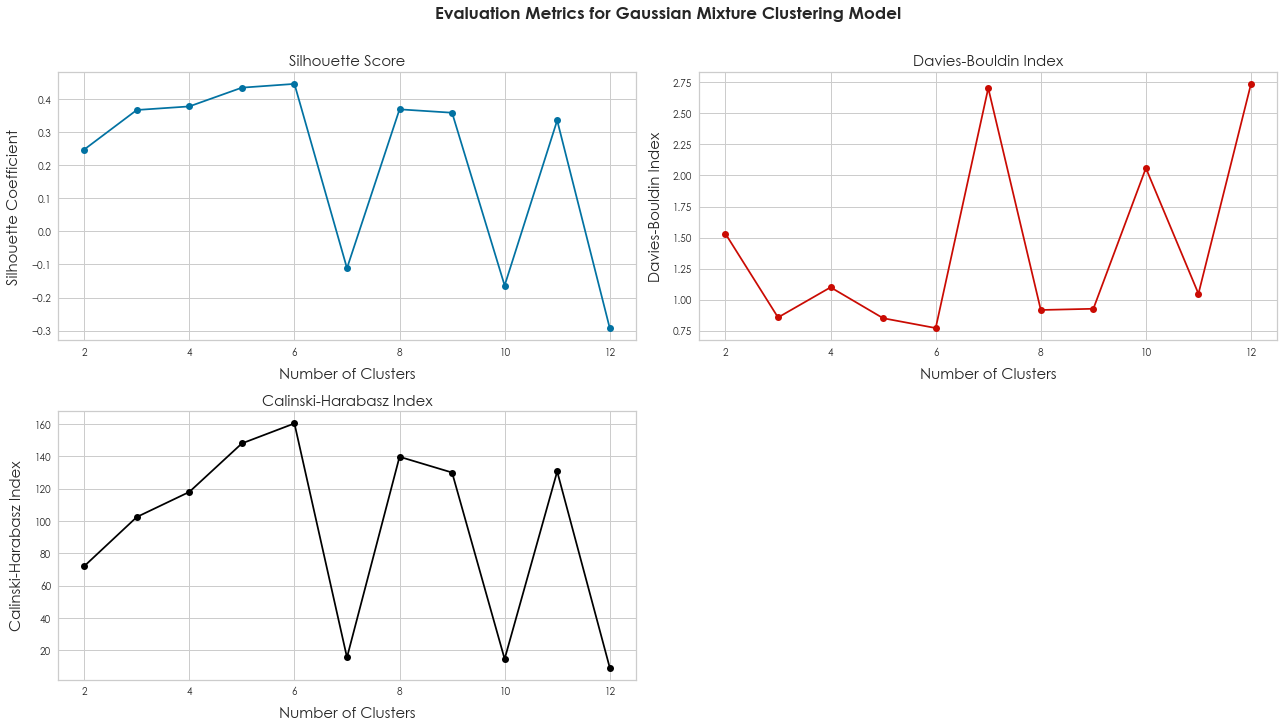 Evaluation Metrics for Gaussian Mixture Clustering Model
Silhouette Score
Silhouette Coefficient
0.4
0.3
0.2
0.1
0.0
−0.1
−0.2
−0.3
2 4 6 8 10 12
Number of Clusters
Davies-Bouldin Index
Davies-Bouldin Index
2.75
2.50
2.25
2.00
1.75
1.50
1.25
1.00
0.75
2 4 6 8 10 12
Number of Clusters
Calinski-Harabasz Index
Calinski-Harabasz Index
160
140
120
100
80
60
40
20
2 4 6 8 10 12
Number of Clusters